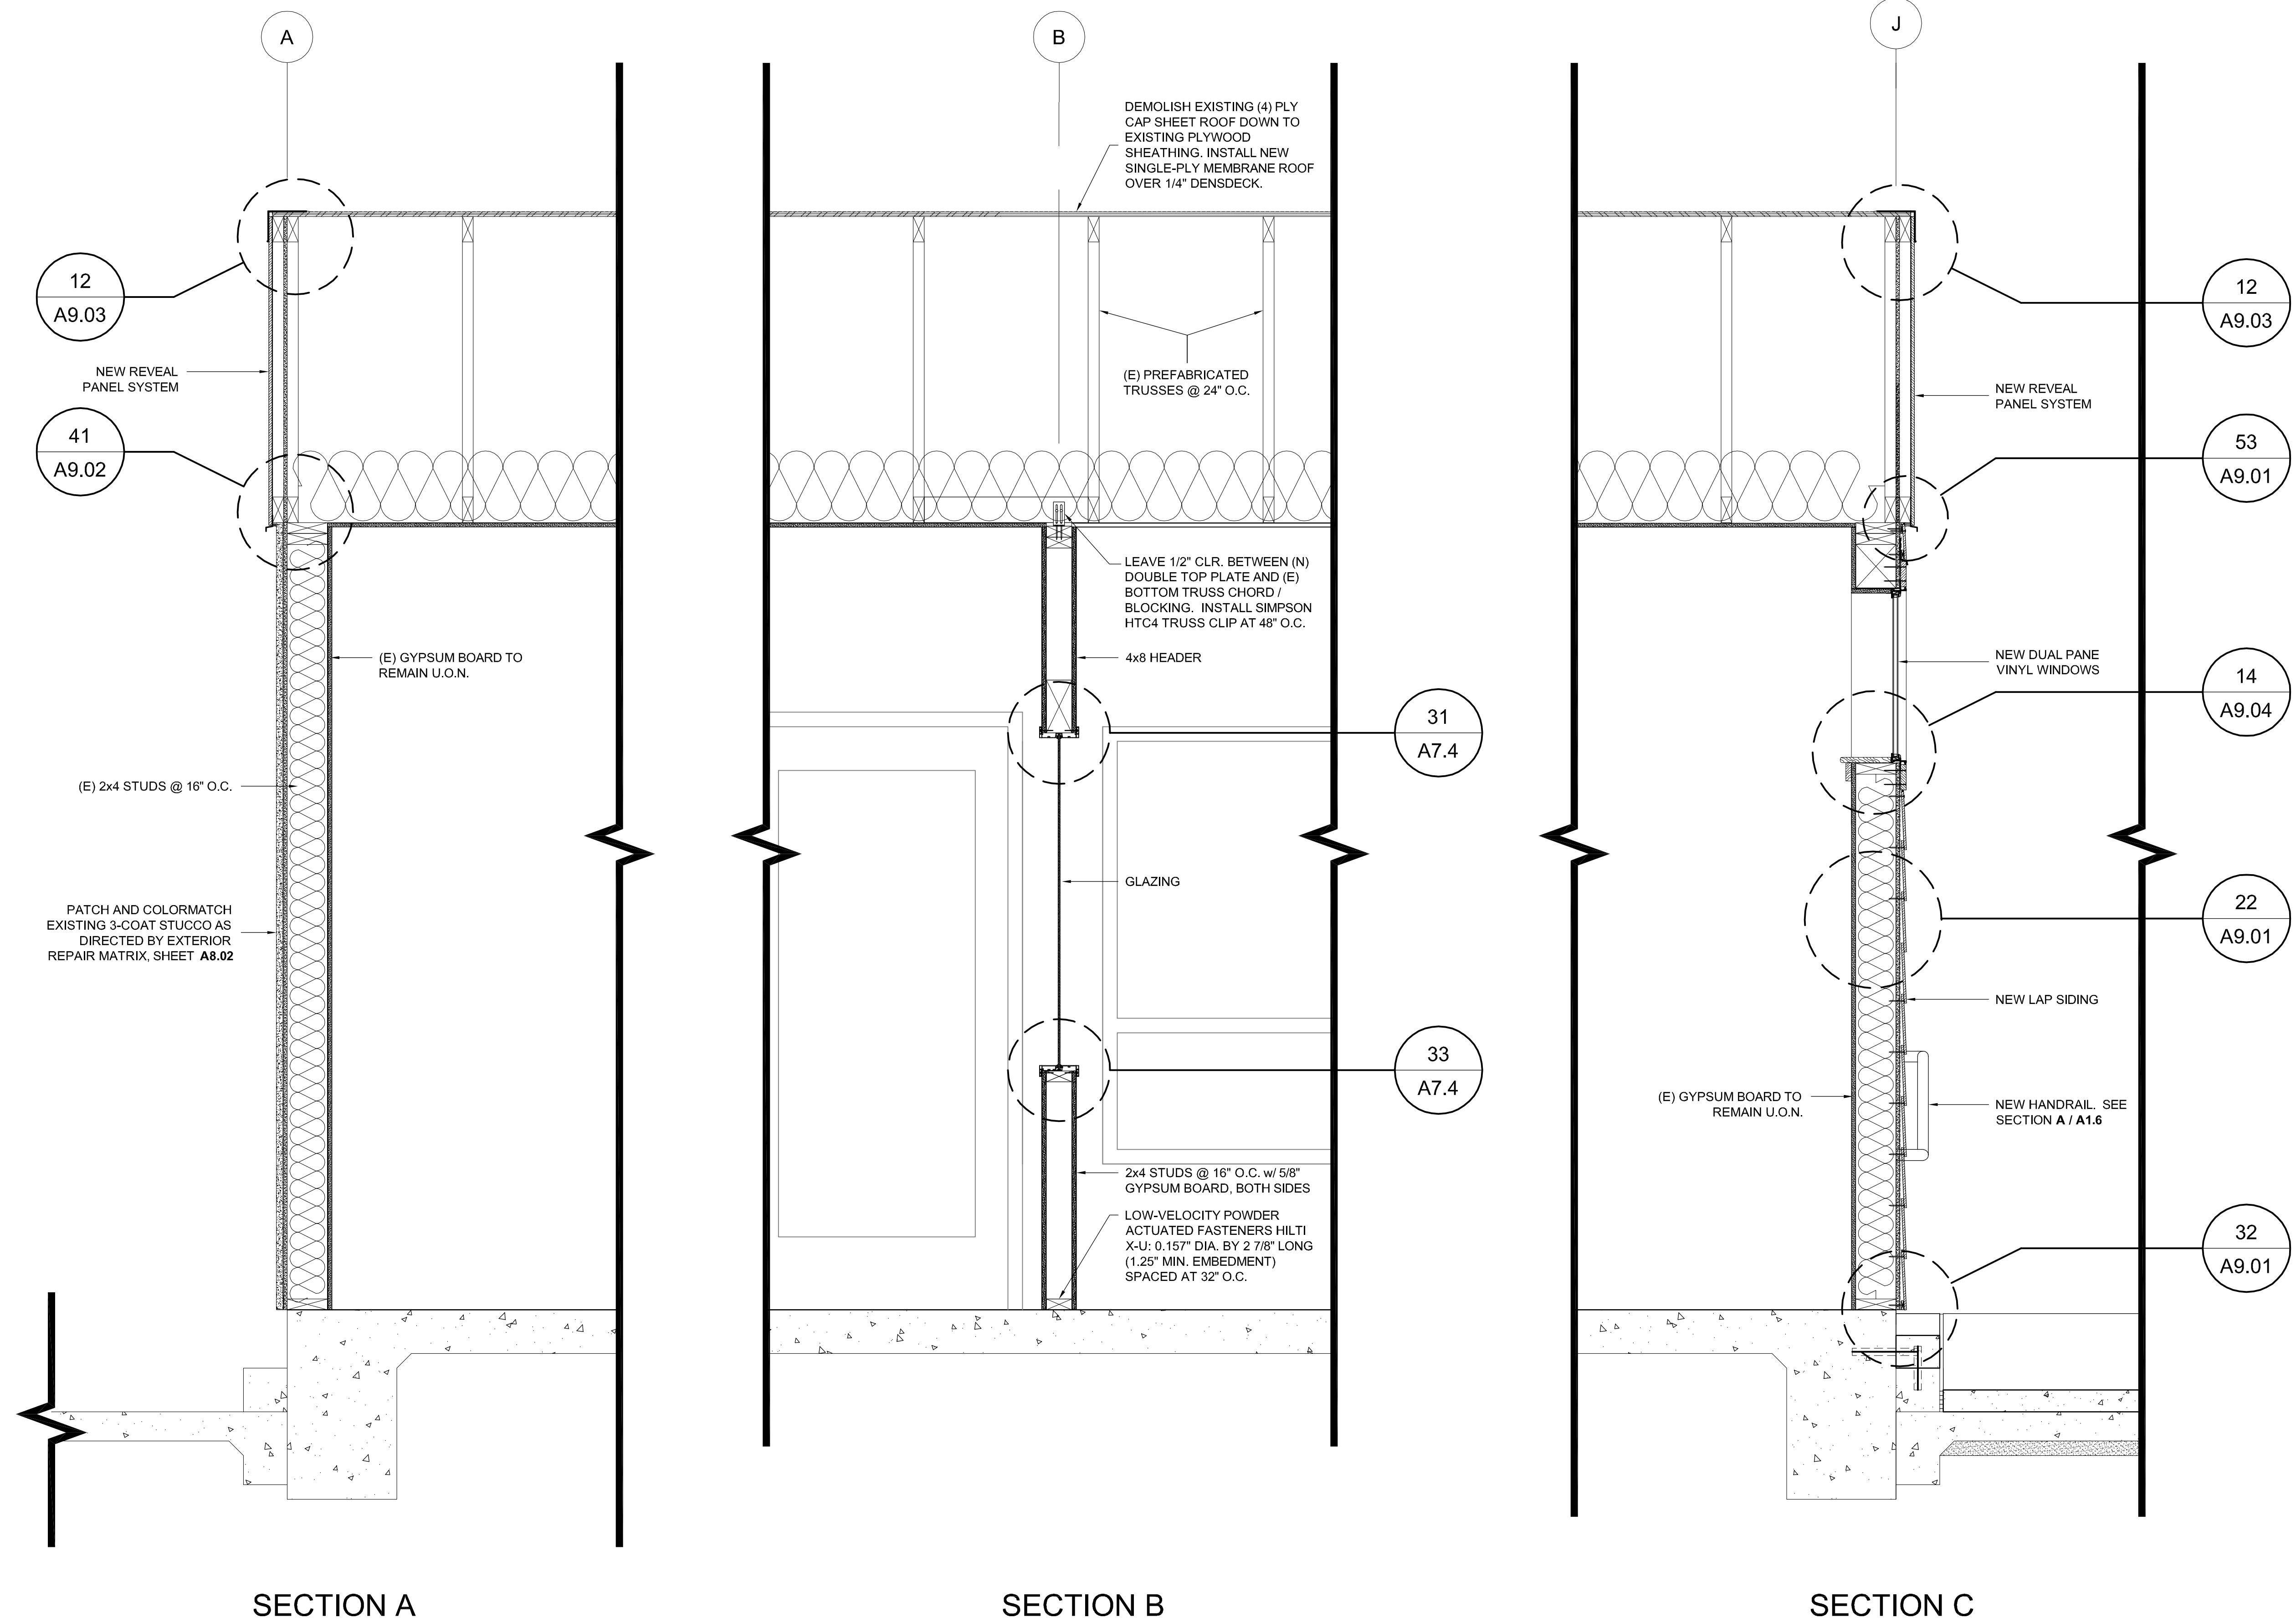 A
12
A9.03
NEW REVEAL
PANEL SYSTEM
41
A9.02
(E) GYPSUM BOARD TO
REMAIN U.O.N.
(E) 2x4 STUDS @ 16" O.C.
PATCH AND COLORMATCH
EXISTING 3-COAT STUCCO AS
DIRECTED BY EXTERIOR
REPAIR MATRIX, SHEET A8.02
SECTION A
B
DEMOLISH EXISTING (4) PLY
CAP SHEET ROOF DOWN TO
EXISTING PLYWOOD
SHEATHING. INSTALL NEW
SINGLE-PLY MEMBRANE ROOF
OVER 1/4" DENSDECK.
(E) PREFABRICATED
TRUSSES @ 24" O.C.
LEAVE 1/2" CLR. BETWEEN (N)
DOUBLE TOP PLATE AND (E)
BOTTOM TRUSS CHORD /
BLOCKING. INSTALL SIMPSON
HTC4 TRUSS CLIP AT 48" O.C.
4x8 HEADER
31
A7.4
GLAZING
33
A7.4
2x4 STUDS @ 16" O.C. w/ 5/8"
GYPSUM BOARD, BOTH SIDES
LOW-VELOCITY POWDER
ACTUATED FASTENERS HILTI
X-U: 0.157" DIA. BY 2 7/8" LONG
(1.25" MIN. EMBEDMENT)
SPACED AT 32" O.C.
SECTION B
J
12
A9.03
NEW REVEAL
PANEL SYSTEM
53
A9.01
NEW DUAL PANE
VINYL WINDOWS
14
A9.04
22
A9.01
NEW LAP SIDING
(E) GYPSUM BOARD TO
REMAIN U.O.N.
NEW HANDRAIL. SEE
SECTION A / A1.6
32
A9.01
SECTION C